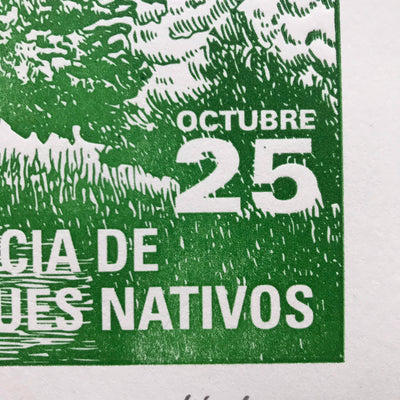 OCTUBRE
25
CIA DE
UES NATIVOS